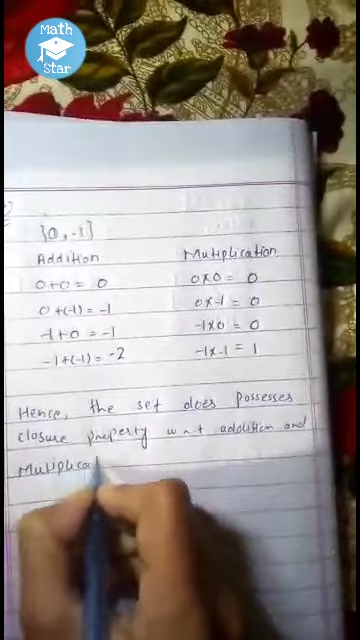 Math
Star
{0, -1}
Addition Mutiplication
0+0 = 0 0×0 = 0
0+(-1) = -1 0×-1 = 0
-1+0 = -1 -1×0 = 0
-1+(-1) = -2 -1×-1 = 1
Hence, the set does possesses
closure property w.r.t addition and
Mutiplica